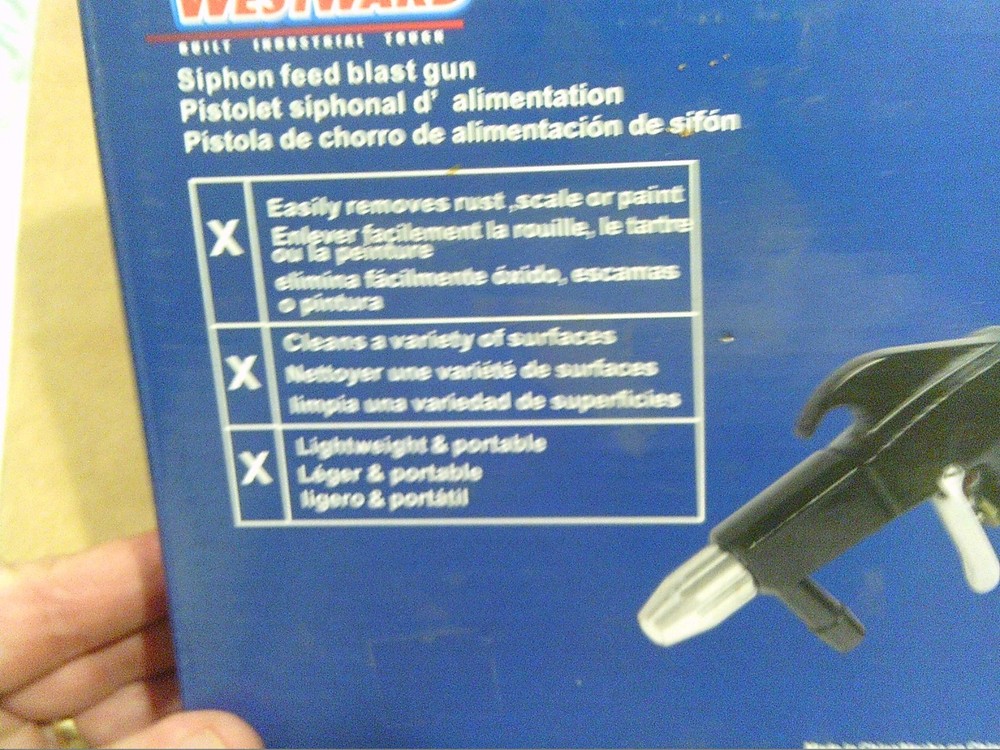 WESTWARD
BUILT INDUSTRIAL TOUGH
Siphon feed blast gun
Pistolet siphonal d' alimentation
Pistola de chorro de alimentación de sifón
X
Easily removes rust ,scale or paint
Enlever facilement la rouille, le tartre
ou la peinture
elimina fácilmente óxido, escamas
o pintura
X
Cleans a variety of surfaces
Nettoyer une variété de surfaces
limpia una variedad de superficies
X
Lightweight & portable
Léger & portable
ligero & portátil